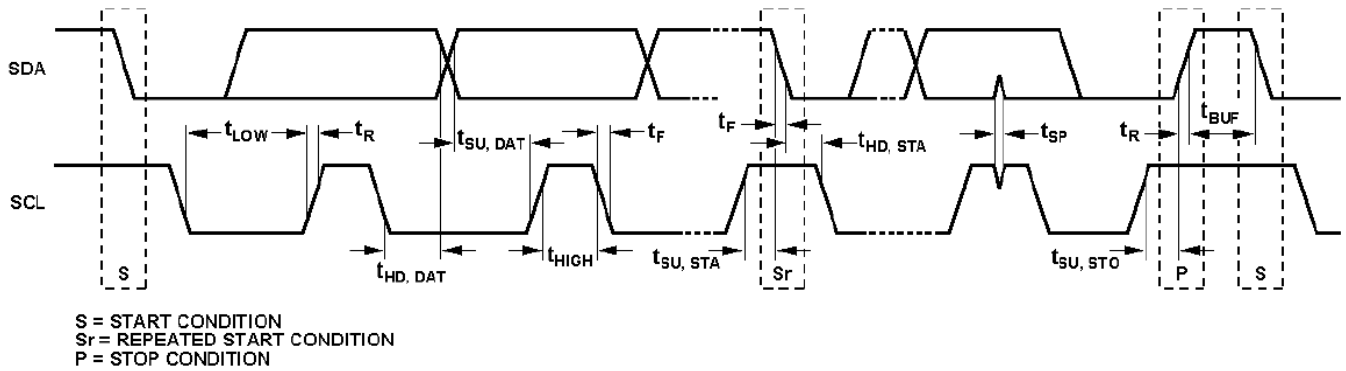 SDA
tLOW
tR
tSU, DAT
tF
tF
tHD, STA
tSP
tR
tBUF
SCL
S
tHD, DAT
tHIGH
tSU, STA
Sr
tSU, STO
P
S
S = START CONDITION
Sr = REPEATED START CONDITION
P = STOP CONDITION